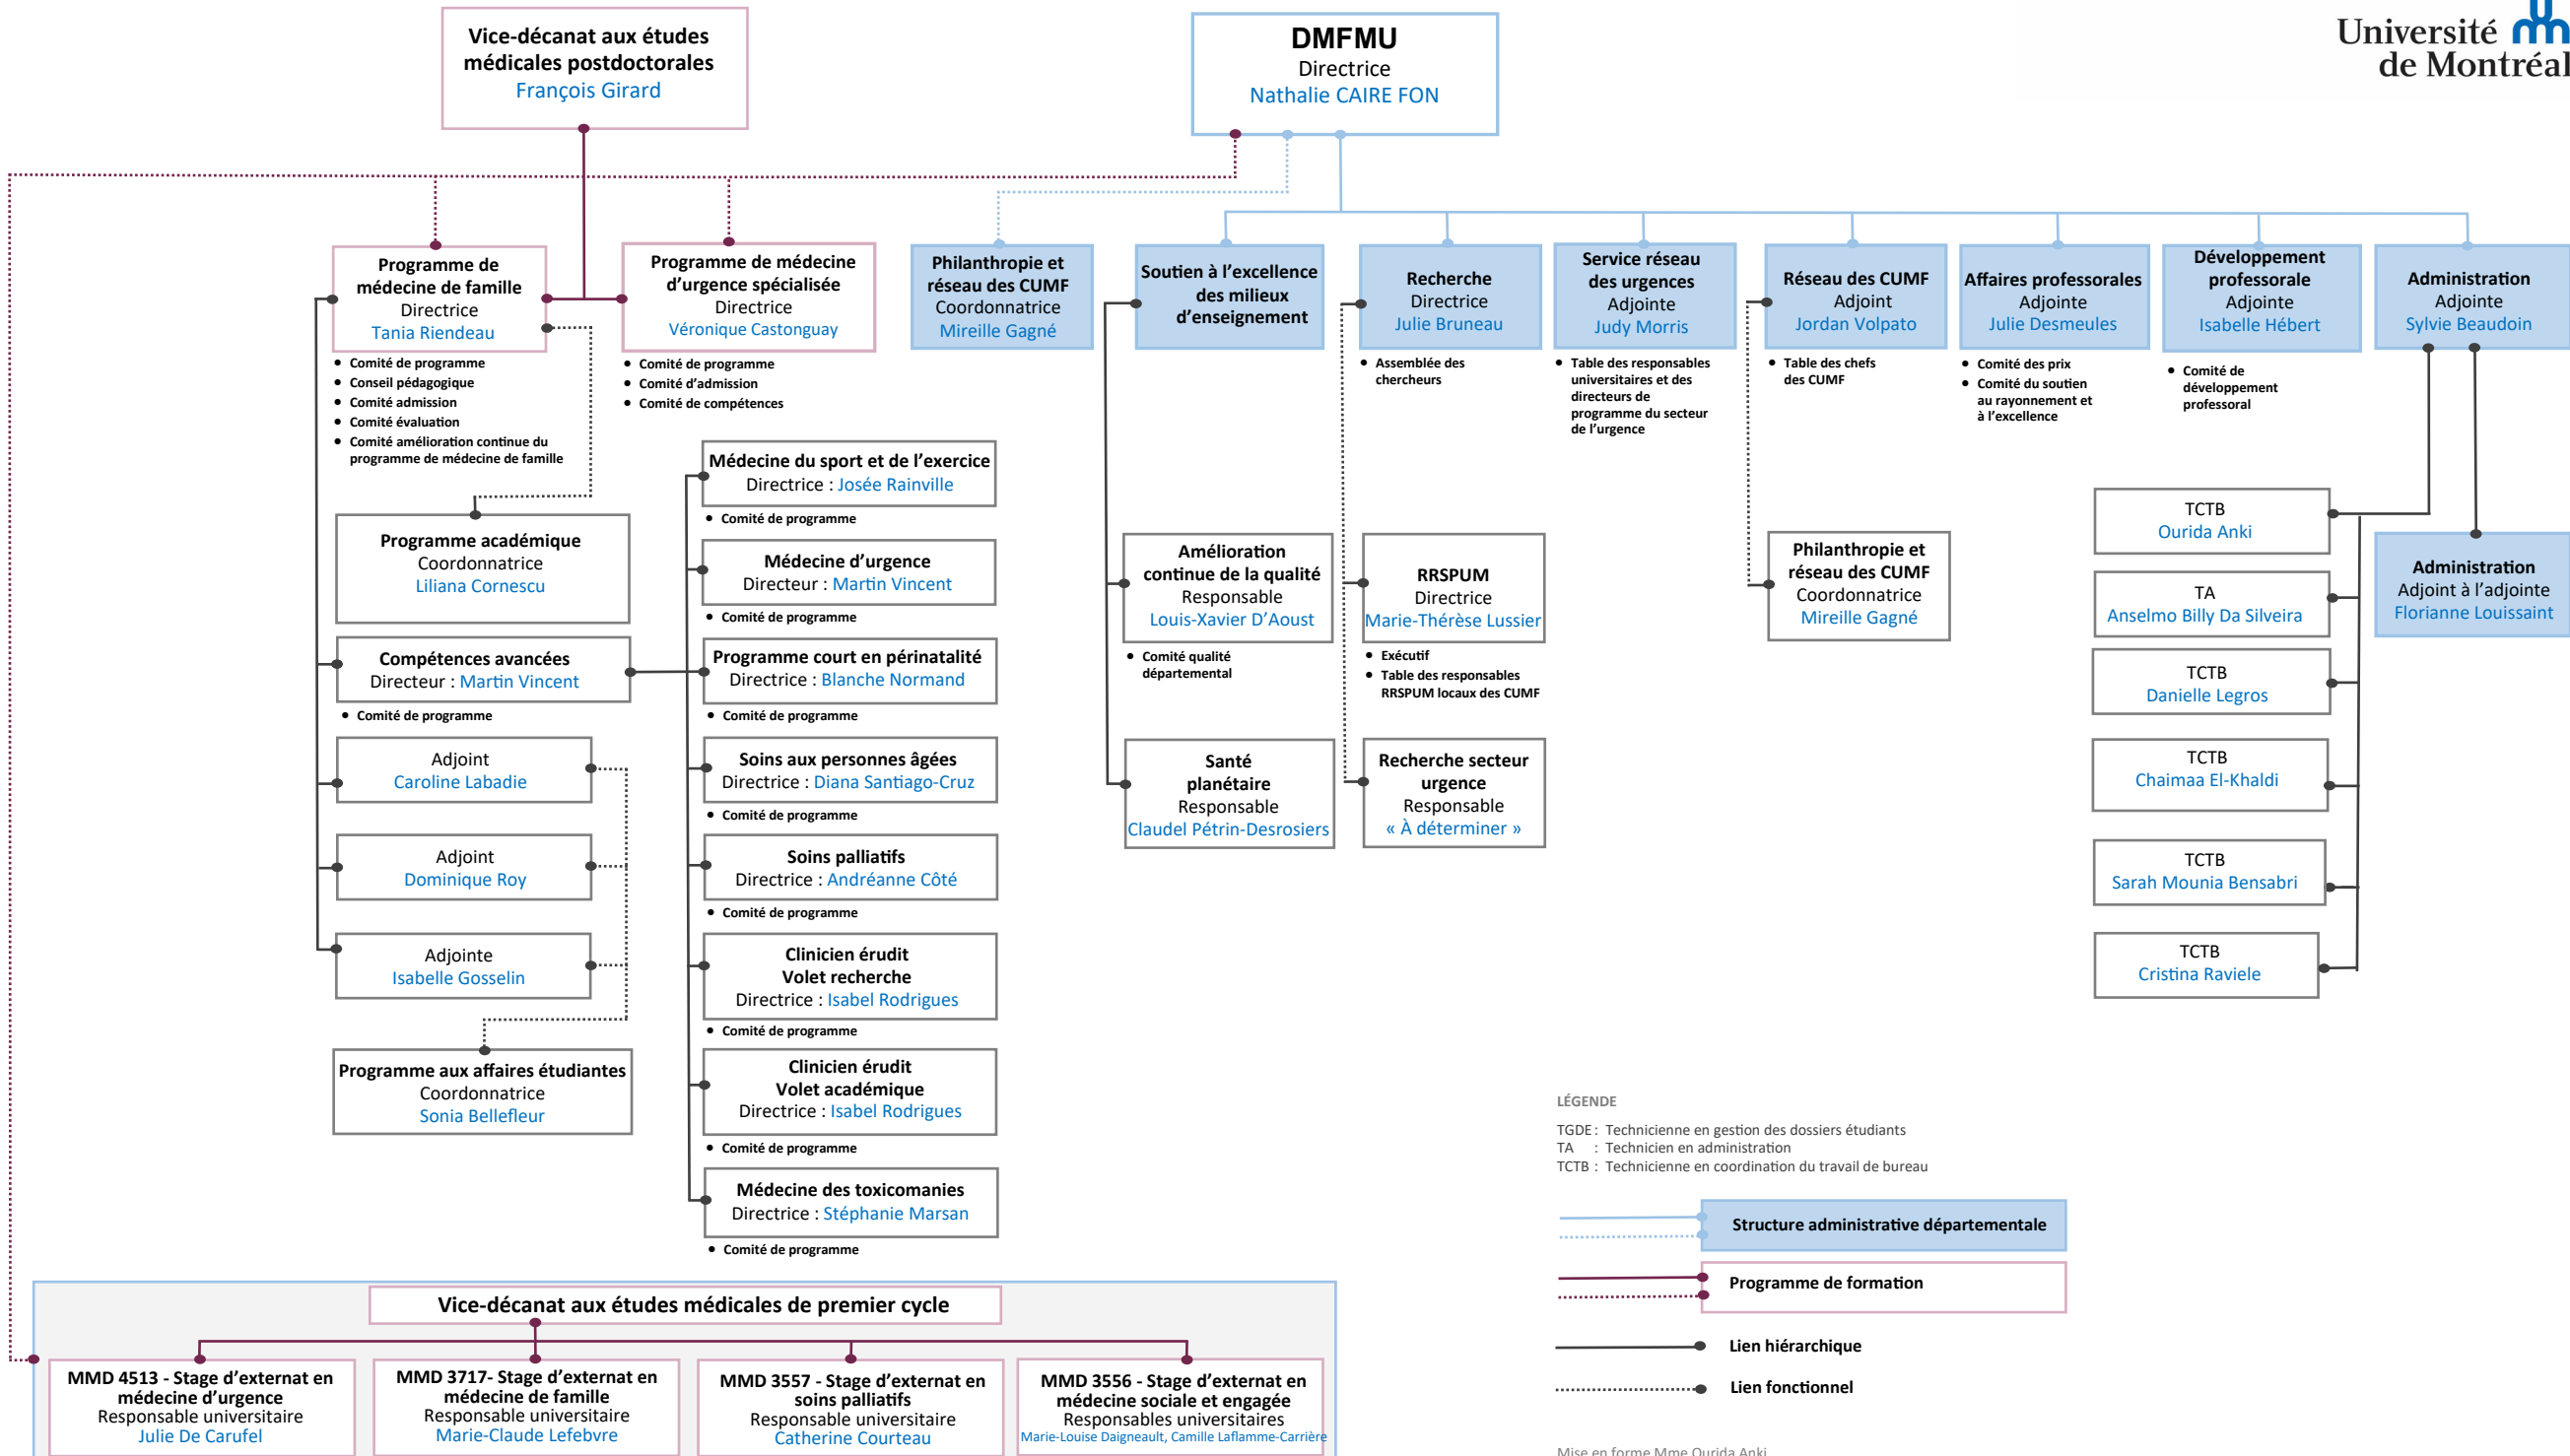 Vice-décanat aux études
médicales postdoctorales
François Girard
DMFMU
Directrice
Nathalie CAIRE FON
Université
de Montréal
Programme de
médecine de famille
Directrice
Tania Riendeau
• Comité de programme
• Conseil pédagogique
• Comité admission
• Comité évaluation
• Comité amélioration continue du
programme de médecine de famille
Programme de médecine
d'urgence spécialisée
Directrice
Véronique Castonguay
• Comité de programme
• Comité d'admission
• Comité de compétences
Philanthropie et
réseau des CUMF
Coordonnatrice
Mireille Gagné
Soutien à l'excellence
des milieux
d'enseignement
Recherche
Directrice
Julie Bruneau
• Assemblée des
chercheurs
Service réseau
des urgences
Adjointe
Judy Morris
• Table des responsables
universitaires et des
directeurs de
programme du secteur
de l'urgence
Réseau des CUMF
Adjoint
Jordan Volpato
• Table des chefs
des CUMF
Affaires professorales
Adjointe
Julie Desmeules
• Comité des prix
• Comité du soutien
au rayonnement et
à l'excellence
Développement
professorale
Adjointe
Isabelle Hébert
• Comité de
développement
professoral
Administration
Adjointe
Sylvie Beaudoin
Programme académique
Coordonnatrice
Liliana Cornescu
Compétences avancées
Directeur : Martin Vincent
• Comité de programme
Adjoint
Caroline Labadie
Adjoint
Dominique Roy
Adjointe
Isabelle Gosselin
Programme aux affaires étudiantes
Coordonnatrice
Sonia Bellefleur
Médecine du sport et de l'exercice
Directrice : Josée Rainville
• Comité de programme
Médecine d'urgence
Directeur : Martin Vincent
• Comité de programme
Programme court en périnatalité
Directrice : Blanche Normand
• Comité de programme
Soins aux personnes âgées
Directrice : Diana Santiago-Cruz
• Comité de programme
Soins palliatifs
Directrice : Andréanne Côté
• Comité de programme
Clinicien érudit
Volet recherche
Directrice : Isabel Rodrigues
• Comité de programme
Clinicien érudit
Volet académique
Directrice : Isabel Rodrigues
• Comité de programme
Médecine des toxicomanies
Directrice : Stéphanie Marsan
• Comité de programme
Amélioration
continue de la qualité
Responsable
Louis-Xavier D'Aoust
• Comité qualité
départemental
Santé
planétaire
Responsable
Claudel Pétrin-Desrosiers
RRSPUM
Directrice
Marie-Thérèse Lussier
• Exécutif
• Table des responsables
RRSPUM locaux des CUMF
Recherche secteur
urgence
Responsable
« À déterminer »
Philanthropie et
réseau des CUMF
Coordonnatrice
Mireille Gagné
TCTB
Ourida Anki
TA
Anselmo Billy Da Silveira
TCTB
Danielle Legros
TCTB
Chaimaa El-Khaldi
TCTB
Sarah Mounia Bensabri
TCTB
Cristina Raviele
Administration
Adjoint à l'adjointe
Florianne Louissaint
LÉGENDE
TGDE : Technicienne en gestion des dossiers étudiants
TA : Technicien en administration
TCTB : Technicienne en coordination du travail de bureau
Structure administrative départementale
Programme de formation
Lien hiérarchique
Lien fonctionnel
Mise en forme Mme Ourida Anki
Vice-décanat aux études médicales de premier cycle
MMD 4513 - Stage d'externat en
médecine d'urgence
Responsable universitaire
Julie De Carufel
MMD 3717- Stage d'externat en
médecine de famille
Responsable universitaire
Marie-Claude Lefebvre
MMD 3557 - Stage d'externat en
soins palliatifs
Responsable universitaire
Catherine Courteau
MMD 3556 - Stage d'externat en
médecine sociale et engagée
Responsables universitaires
Marie-Louise Daigneault, Camille Laflamme-Carrière